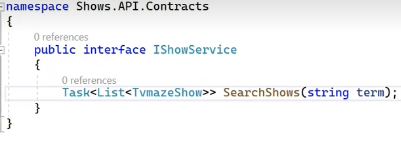 namespace Shows.API.Contracts
{
0 references
public interface IShowService
{
0 references
Task<List<TvmazeShow>> SearchShows(string term);
}
}